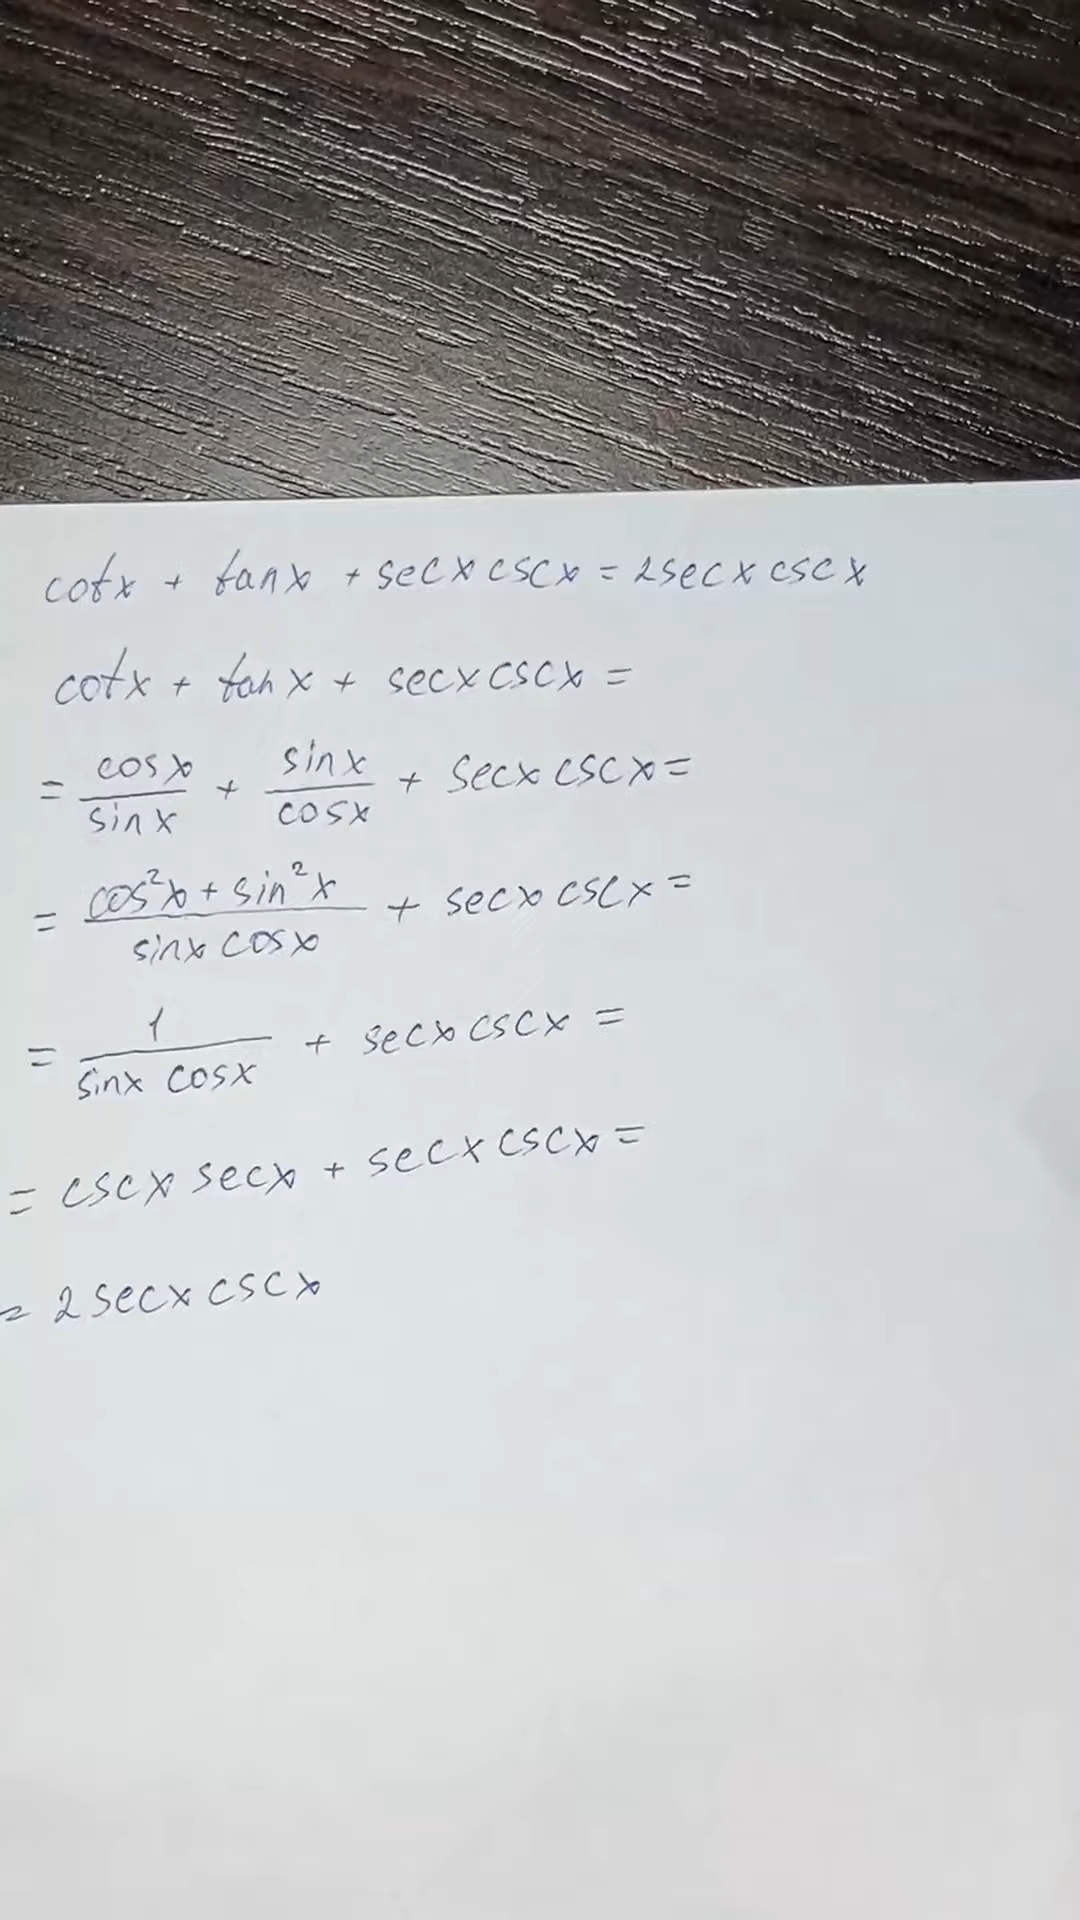 cotx + tanx + secx cscx = 2secx cscx
cotx + tanx + secx cscx =
= cosx/sinx + sinx/cosx + secx cscx =
= (cos²x + sin²x)/(sinx cosx) + secx cscx =
= 1/(sinx cosx) + secx cscx =
= cscx secx + secx cscx =
= 2secx cscx